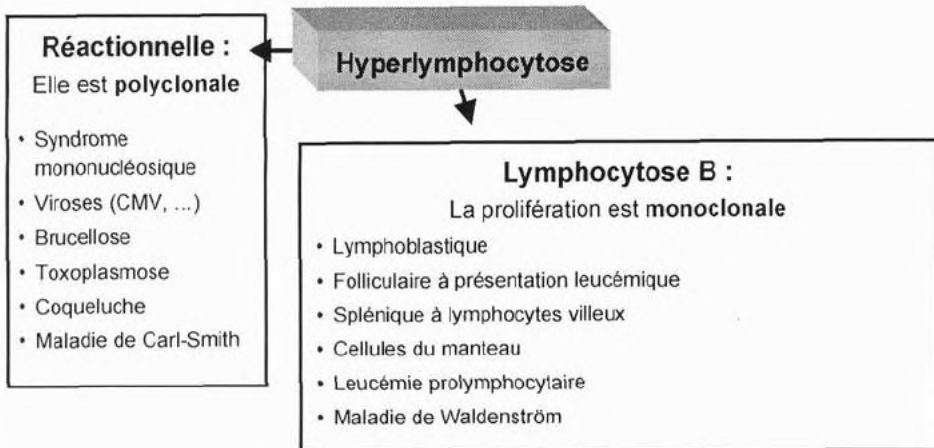 Hyperlymphocytose
Réactionnelle :
Elle est polyclonale
• Syndrome
mononucléosique
• Viroses (CMV, ...)
• Brucellose
• Toxoplasmose
• Coqueluche
• Maladie de Carl-Smith
Lymphocytose B :
La prolifération est monoclonale
• Lymphoblastique
• Folliculaire à présentation leucémique
• Splénique à lymphocytes villeux
• Cellules du manteau
• Leucémie prolymphocytaire
• Maladie de Waldenström